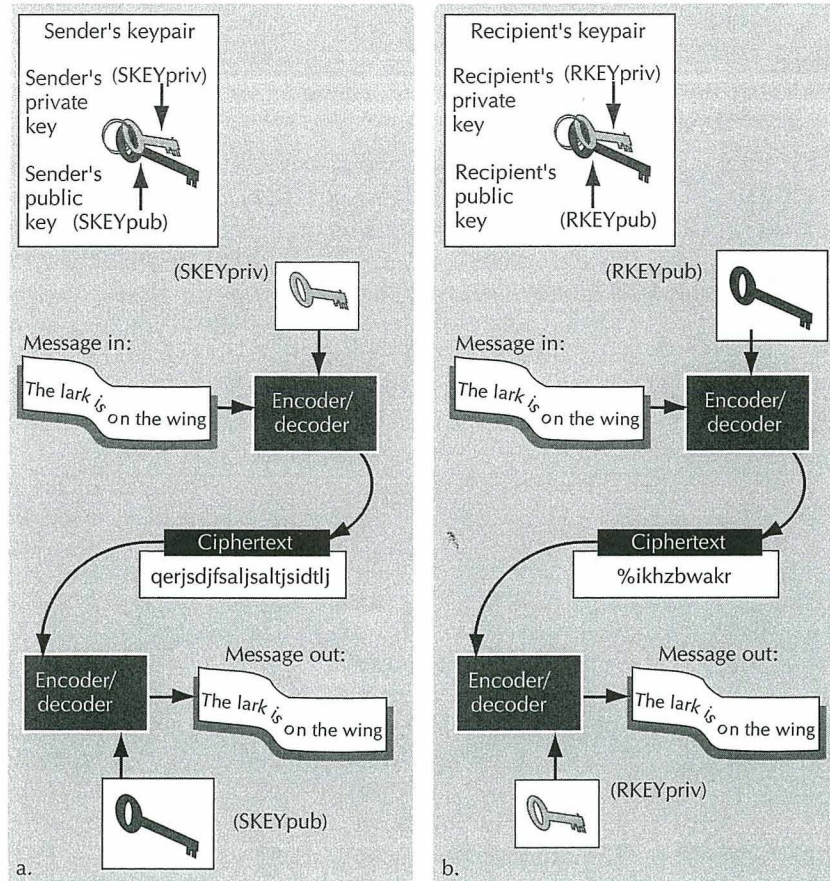 Sender's keypair
Sender's (SKEYpriv)
private
key
Sender's
public
key (SKEYpub)
(SKEYpriv)
Message in:
The lark is on the wing
Encoder/
decoder
Ciphertext
qerjsdjfsaljsaltjsidtlj
Encoder/
decoder
Message out:
The lark is on the wing
(SKEYpub)
a.
Recipient's keypair
Recipient's (RKEYpriv)
private
key
Recipient's
public
key (RKEYpub)
(RKEYpub)
Message in:
The lark is on the wing
Encoder/
decoder
Ciphertext
%ikhzbwakr
Encoder/
decoder
Message out:
The lark is on the wing
(RKEYpriv)
b.